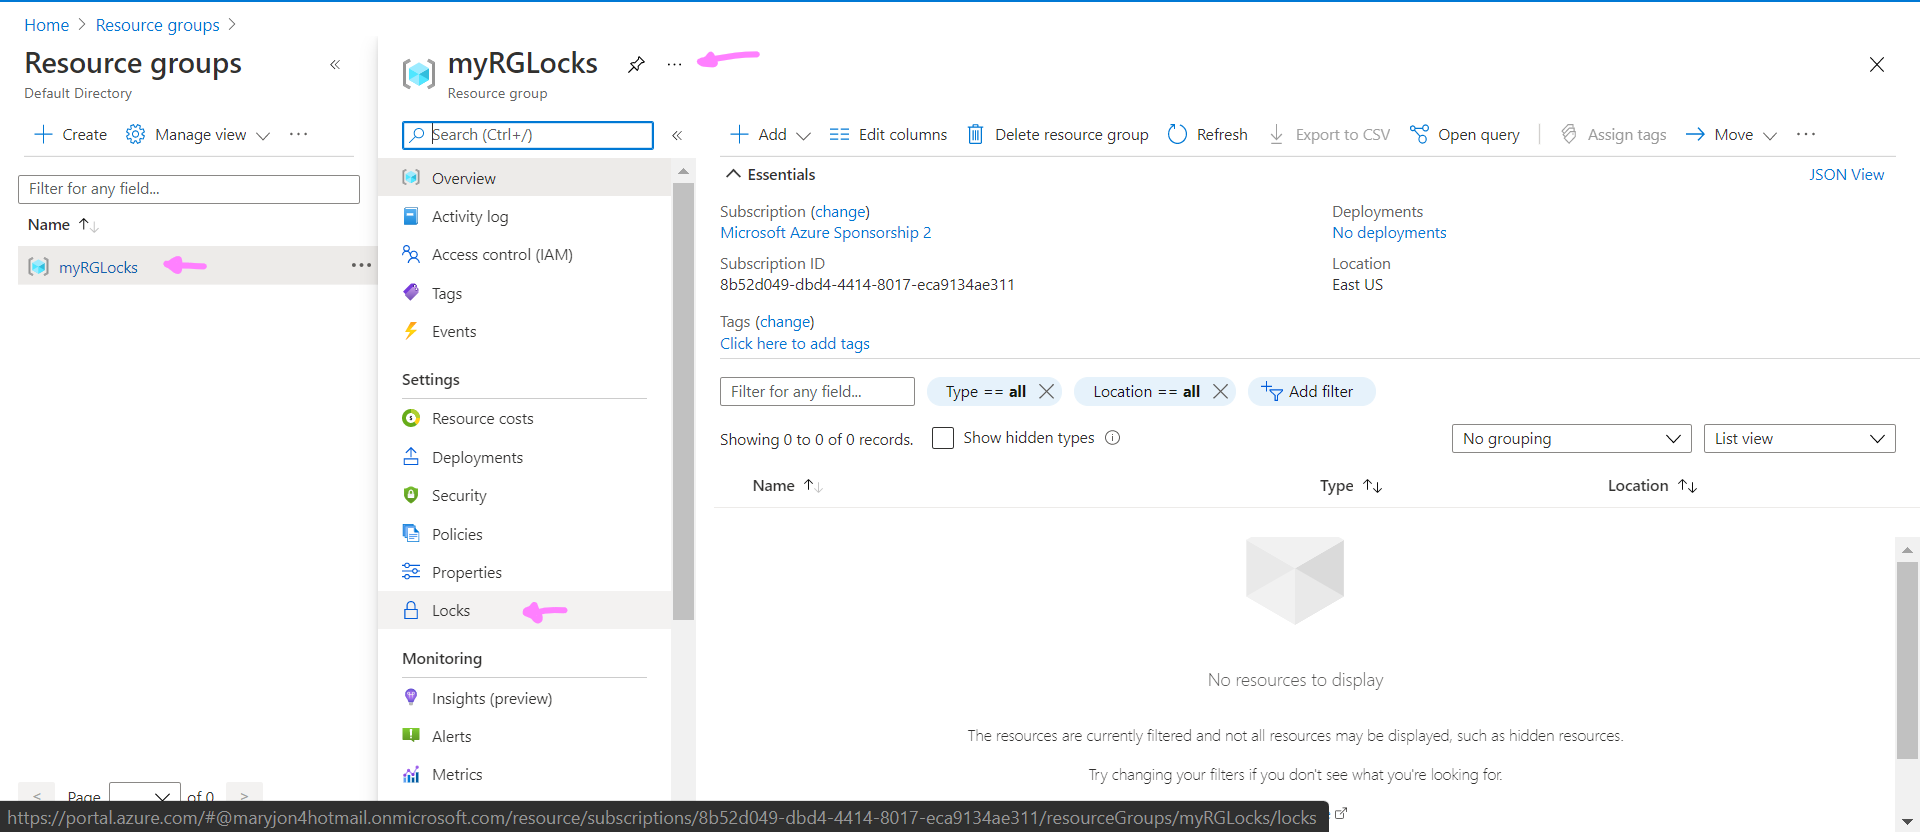 Home > Resource groups >
Resource groups «
Default Directory
+ Create Manage view ...
Filter for any field...
Name ↑↓
myRGLocks ...
< Page of 0 >
myRGLocks ...
Resource group
Search (Ctrl+/) «
Overview
Activity log
Access control (IAM)
Tags
Events
Settings
Resource costs
Deployments
Security
Policies
Properties
Locks
Monitoring
Insights (preview)
Alerts
Metrics
+ Add Edit columns Delete resource group Refresh Export to CSV Open query Assign tags → Move ...
Essentials JSON View
Subscription (change)
Microsoft Azure Sponsorship 2
Subscription ID
8b52d049-dbd4-4414-8017-eca9134ae311
Tags (change)
Click here to add tags
Deployments
No deployments
Location
East US
Filter for any field... Type == all Location == all Add filter
Showing 0 to 0 of 0 records. Show hidden types No grouping List view
Name ↑↓ Type ↑↓ Location ↑↓
No resources to display
The resources are currently filtered and not all resources may be displayed, such as hidden resources.
Try changing your filters if you don't see what you're looking for.
https://portal.azure.com/#@maryjon4hotmail.onmicrosoft.com/resource/subscriptions/8b52d049-dbd4-4414-8017-eca9134ae311/resourceGroups/myRGLocks/locks